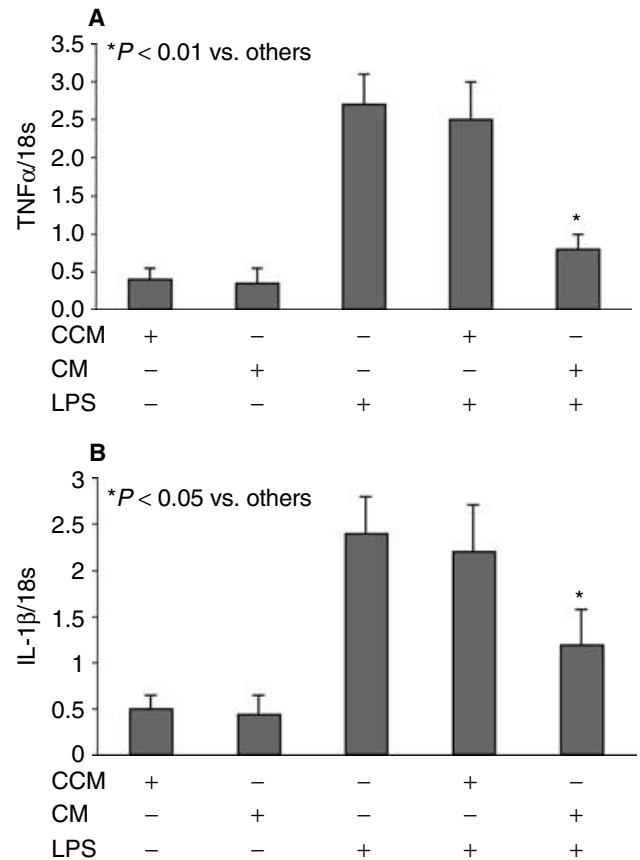 A
*P < 0.01 vs. others
TNFα/18s
3.5
3.0
2.5
2.0
1.5
1.0
0.5
0.0
*
CCM + – – + –
CM – + – – +
LPS – – + + +
B
*P < 0.05 vs. others
IL-1β/18s
3
2.5
2
1.5
1
0.5
0
*
CCM + – – + –
CM – + – – +
LPS – – + + +